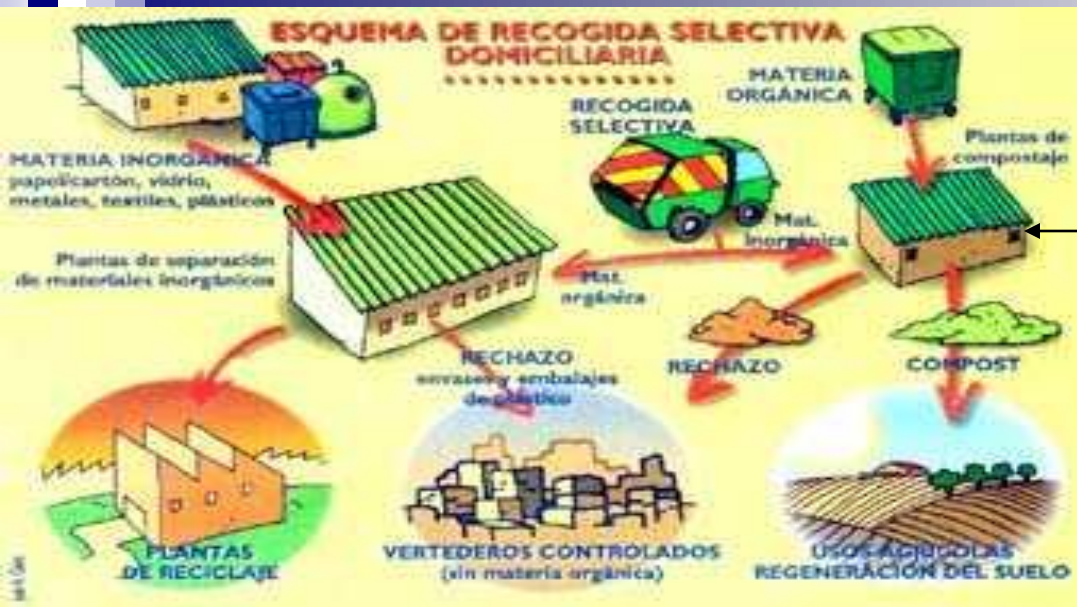 ESQUEMA DE RECOGIDA SELECTIVA
DOMICILIARIA
MATERIA
ORGÁNICA
RECOGIDA
SELECTIVA
Plantas de
compostaje
MATERIA INORGÁNICA
papel/cartón, vidrio,
metales, textiles, plásticos
Mat.
inorgánica
Plantas de separación
de materiales inorgánicos
Mat.
orgánica
RECHAZO
envases y embalajes
de plástico
RECHAZO
COMPOST
PLANTAS
DE RECICLAJE
VERTEDEROS CONTROLADOS
(sin materia orgánica)
USOS AGRÍCOLAS
REGENERACIÓN DEL SUELO